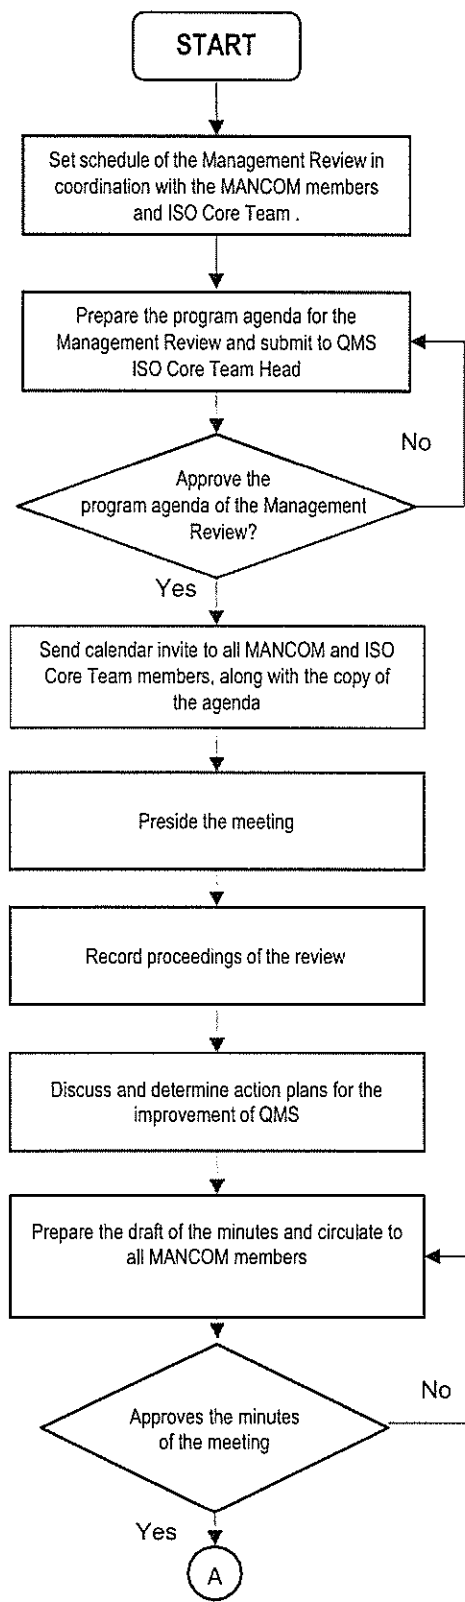 START
Set schedule of the Management Review in
coordination with the MANCOM members
and ISO Core Team .
Prepare the program agenda for the
Management Review and submit to QMS
ISO Core Team Head
No
Approve the
program agenda of the Management
Review?
Yes
Send calendar invite to all MANCOM and ISO
Core Team members, along with the copy of
the agenda
Preside the meeting
Record proceedings of the review
Discuss and determine action plans for the
improvement of QMS
Prepare the draft of the minutes and circulate to
all MANCOM members
No
Approves the minutes
of the meeting
Yes
A